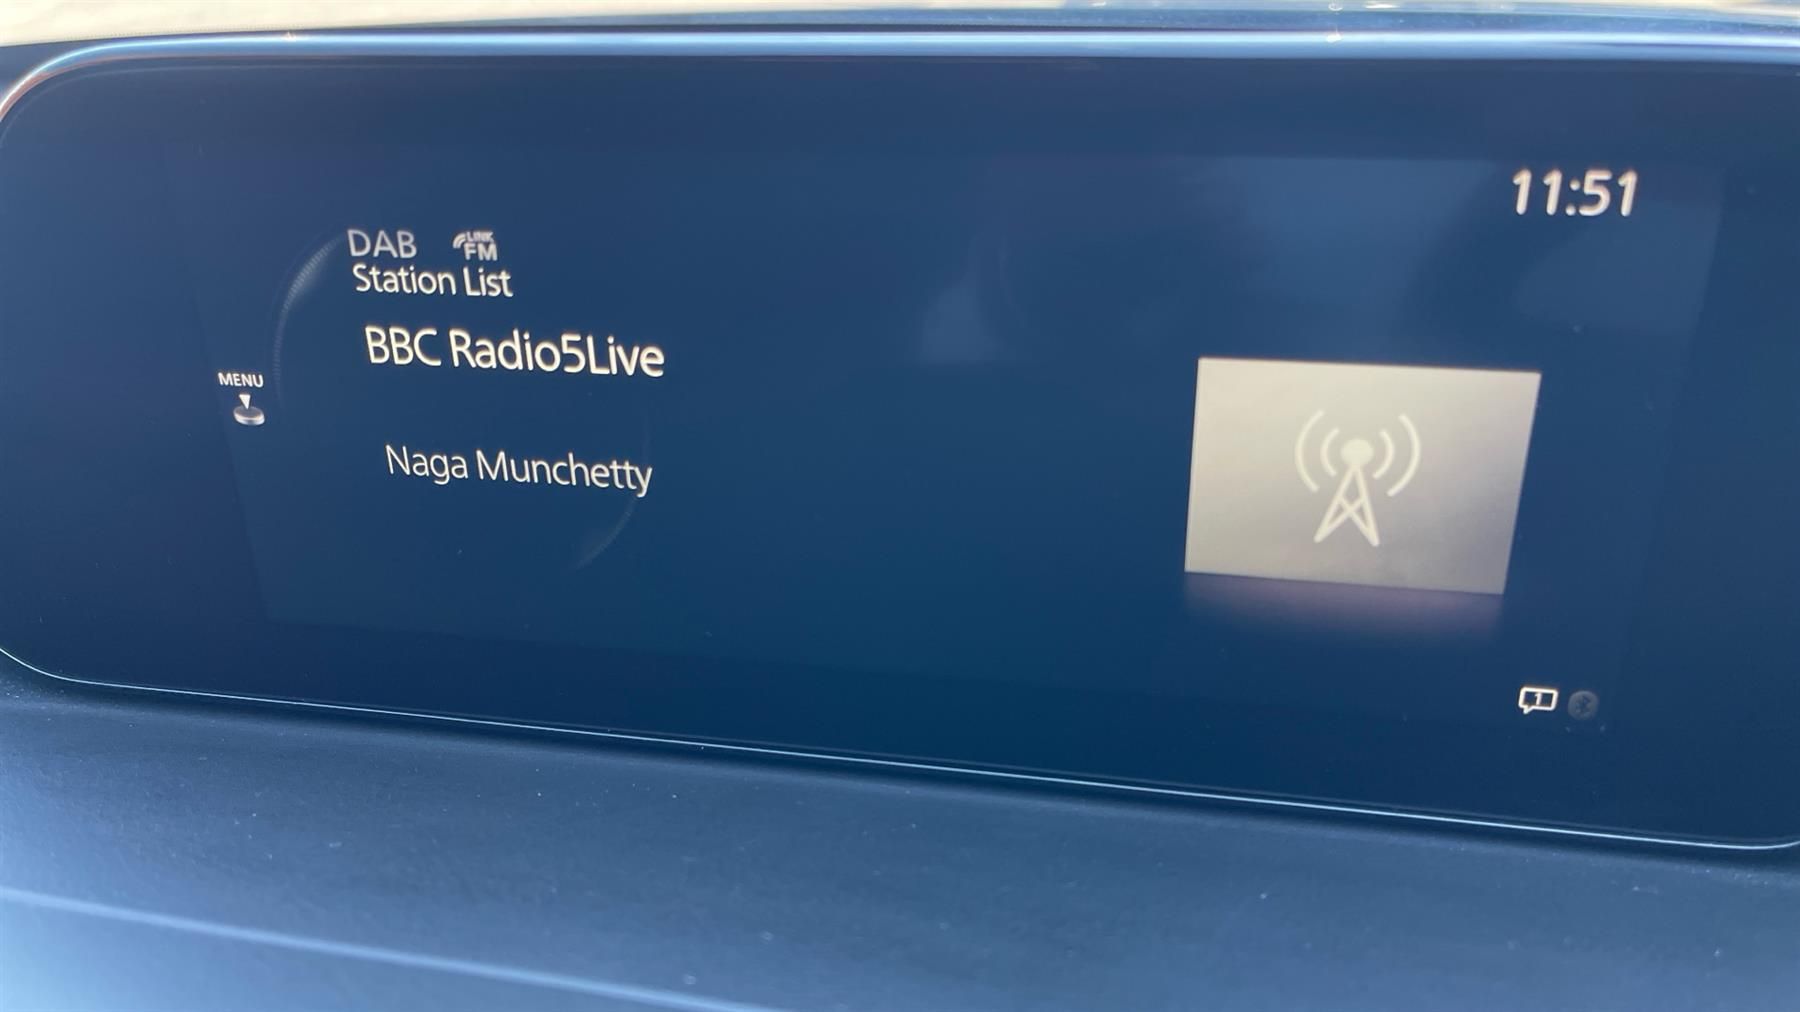 11:51
DAB LINK FM
Station List
BBC Radio5Live
MENU
Naga Munchetty
1